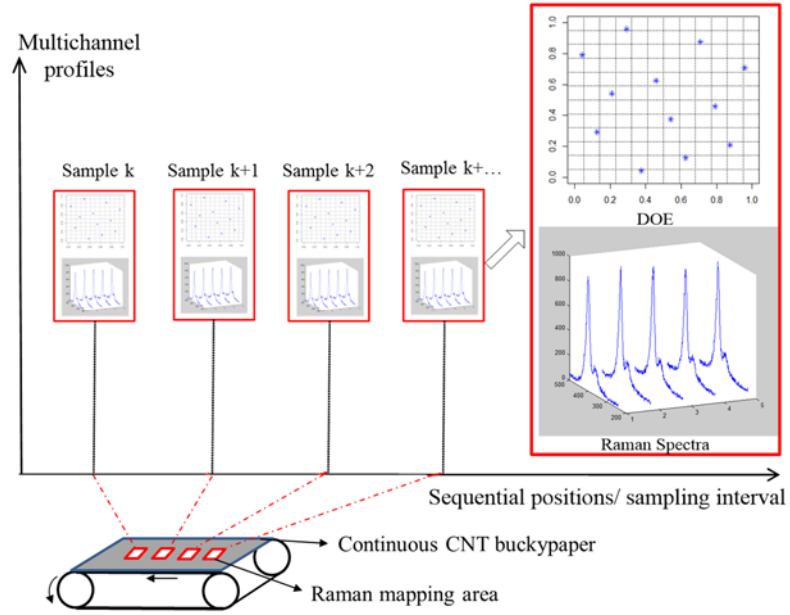 Multichannel
profiles
Sample k
Sample k+1
Sample k+2
Sample k+…
1.0
0.8
0.6
0.4
0.2
0.0
0.0 0.2 0.4 0.6 0.8 1.0
DOE
1000
800
600
400
200
0
500
400
300
200
1 2 3 4 5
Raman Spectra
Sequential positions/ sampling interval
Continuous CNT buckypaper
Raman mapping area